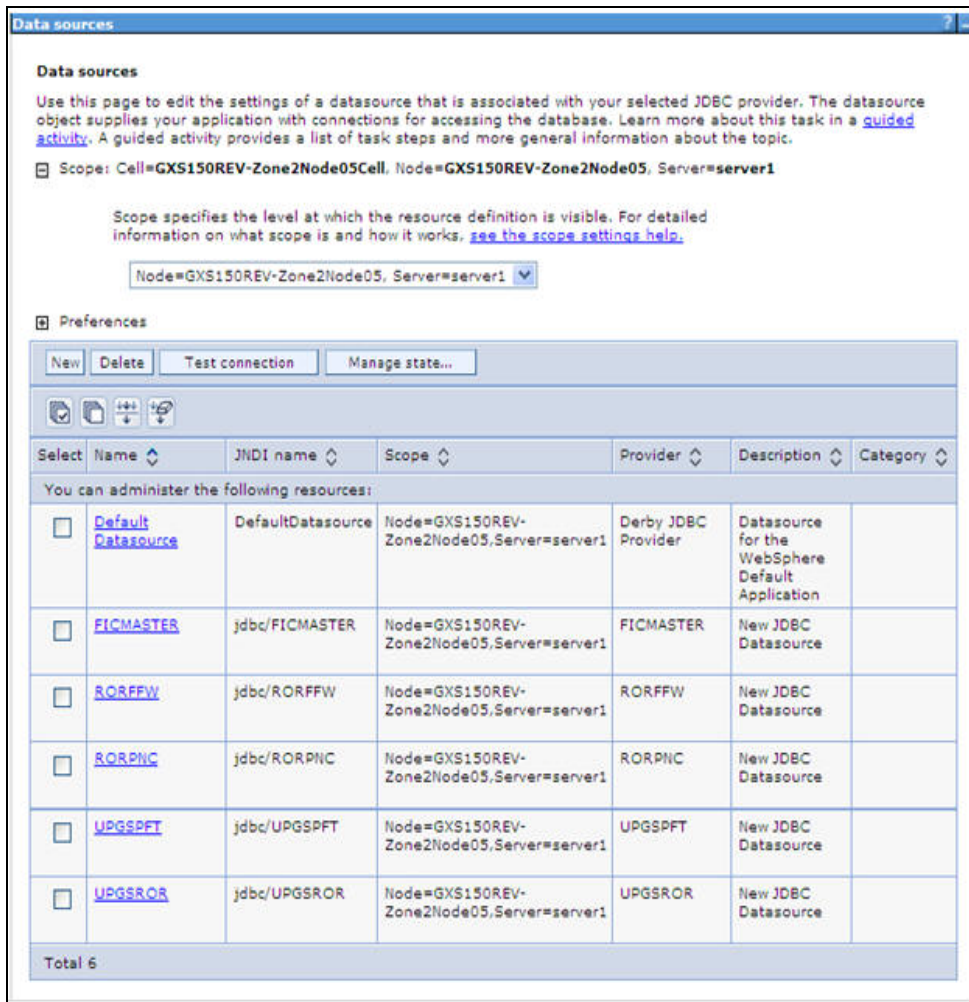 Data sources ? –
Data sources
Use this page to edit the settings of a datasource that is associated with your selected JDBC provider. The datasource
object supplies your application with connections for accessing the database. Learn more about this task in a guided
activity. A guided activity provides a list of task steps and more general information about the topic.
Scope: Cell=GXS150REV-Zone2Node05Cell, Node=GXS150REV-Zone2Node05, Server=server1
Scope specifies the level at which the resource definition is visible. For detailed
information on what scope is and how it works, see the scope settings help.
Node=GXS150REV-Zone2Node05, Server=server1
Preferences
New Delete Test connection Manage state...
Select Name JNDI name Scope Provider Description Category
You can administer the following resources:
Default DefaultDatasource Node=GXS150REV- Derby JDBC Datasource
Datasource Zone2Node05,Server=server1 Provider for the
WebSphere
Default
Application
FICMASTER jdbc/FICMASTER Node=GXS150REV- FICMASTER New JDBC
Zone2Node05,Server=server1 Datasource
RORFFW jdbc/RORFFW Node=GXS150REV- RORFFW New JDBC
Zone2Node05,Server=server1 Datasource
RORPNC jdbc/RORPNC Node=GXS150REV- RORPNC New JDBC
Zone2Node05,Server=server1 Datasource
UPGSPFT jdbc/UPGSPFT Node=GXS150REV- UPGSPFT New JDBC
Zone2Node05,Server=server1 Datasource
UPGSROR jdbc/UPGSROR Node=GXS150REV- UPGSROR New JDBC
Zone2Node05,Server=server1 Datasource
Total 6